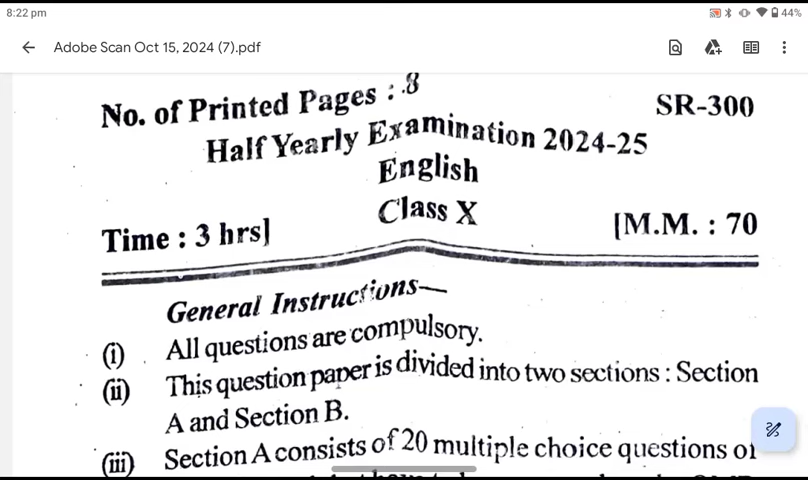 8:22 pm
44%
Adobe Scan Oct 15, 2024 (7).pdf
No. of Printed Pages : 8
SR-300
Half Yearly Examination 2024-25
English
Class X
Time : 3 hrs]
[M.M. : 70
General Instructions—
(i) All questions are compulsory.
(ii) This question paper is divided into two sections : Section
A and Section B.
(iii) Section A consists of 20 multiple choice questions of